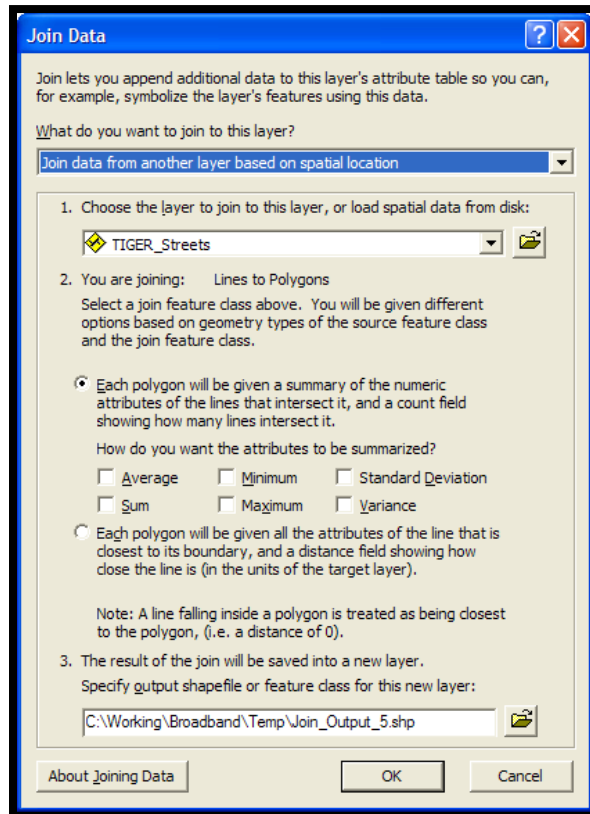 Join Data
Join lets you append additional data to this layer's attribute table so you can,
for example, symbolize the layer's features using this data.
What do you want to join to this layer?
Join data from another layer based on spatial location
1. Choose the layer to join to this layer, or load spatial data from disk:
TIGER_Streets
2. You are joining: Lines to Polygons
Select a join feature class above. You will be given different
options based on geometry types of the source feature class
and the join feature class.
Each polygon will be given a summary of the numeric
attributes of the lines that intersect it, and a count field
showing how many lines intersect it.
How do you want the attributes to be summarized?
Average Minimum Standard Deviation
Sum Maximum Variance
Each polygon will be given all the attributes of the line that is
closest to its boundary, and a distance field showing how
close the line is (in the units of the target layer).
Note: A line falling inside a polygon is treated as being closest
to the polygon, (i.e. a distance of 0).
3. The result of the join will be saved into a new layer.
Specify output shapefile or feature class for this new layer:
C:\Working\Broadband\Temp\Join_Output_5.shp
About Joining Data OK Cancel